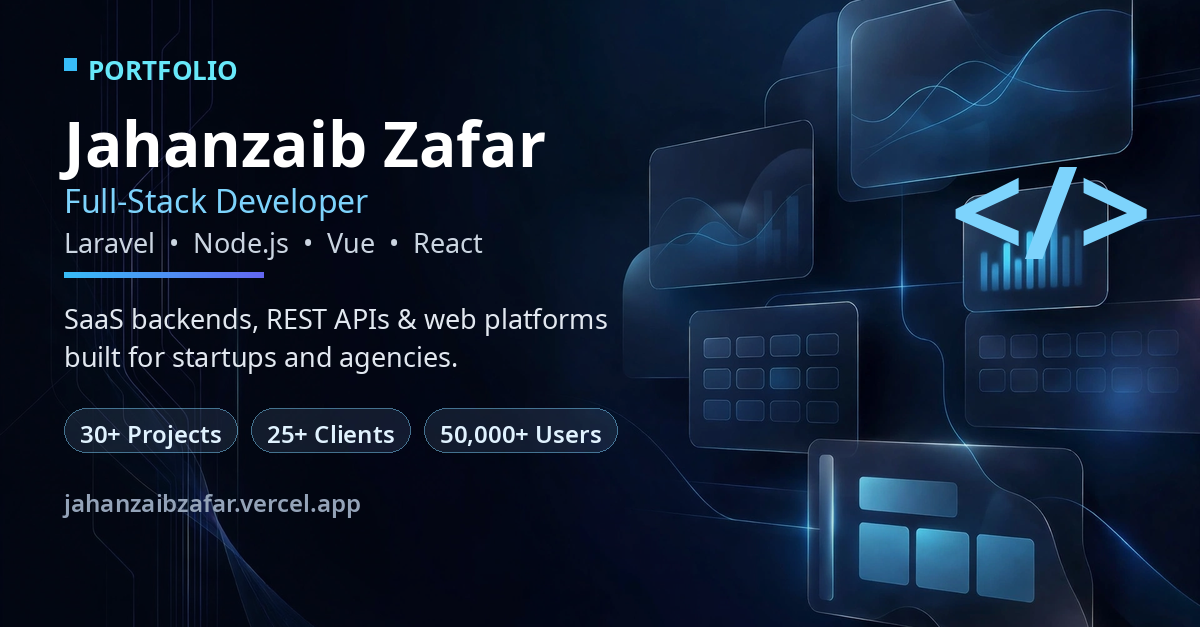 PORTFOLIO
Jahanzaib Zafar
Full-Stack Developer
Laravel • Node.js • Vue • React
SaaS backends, REST APIs & web platforms
built for startups and agencies.
30+ Projects 25+ Clients 50,000+ Users
jahanzaibzafar.vercel.app
</>